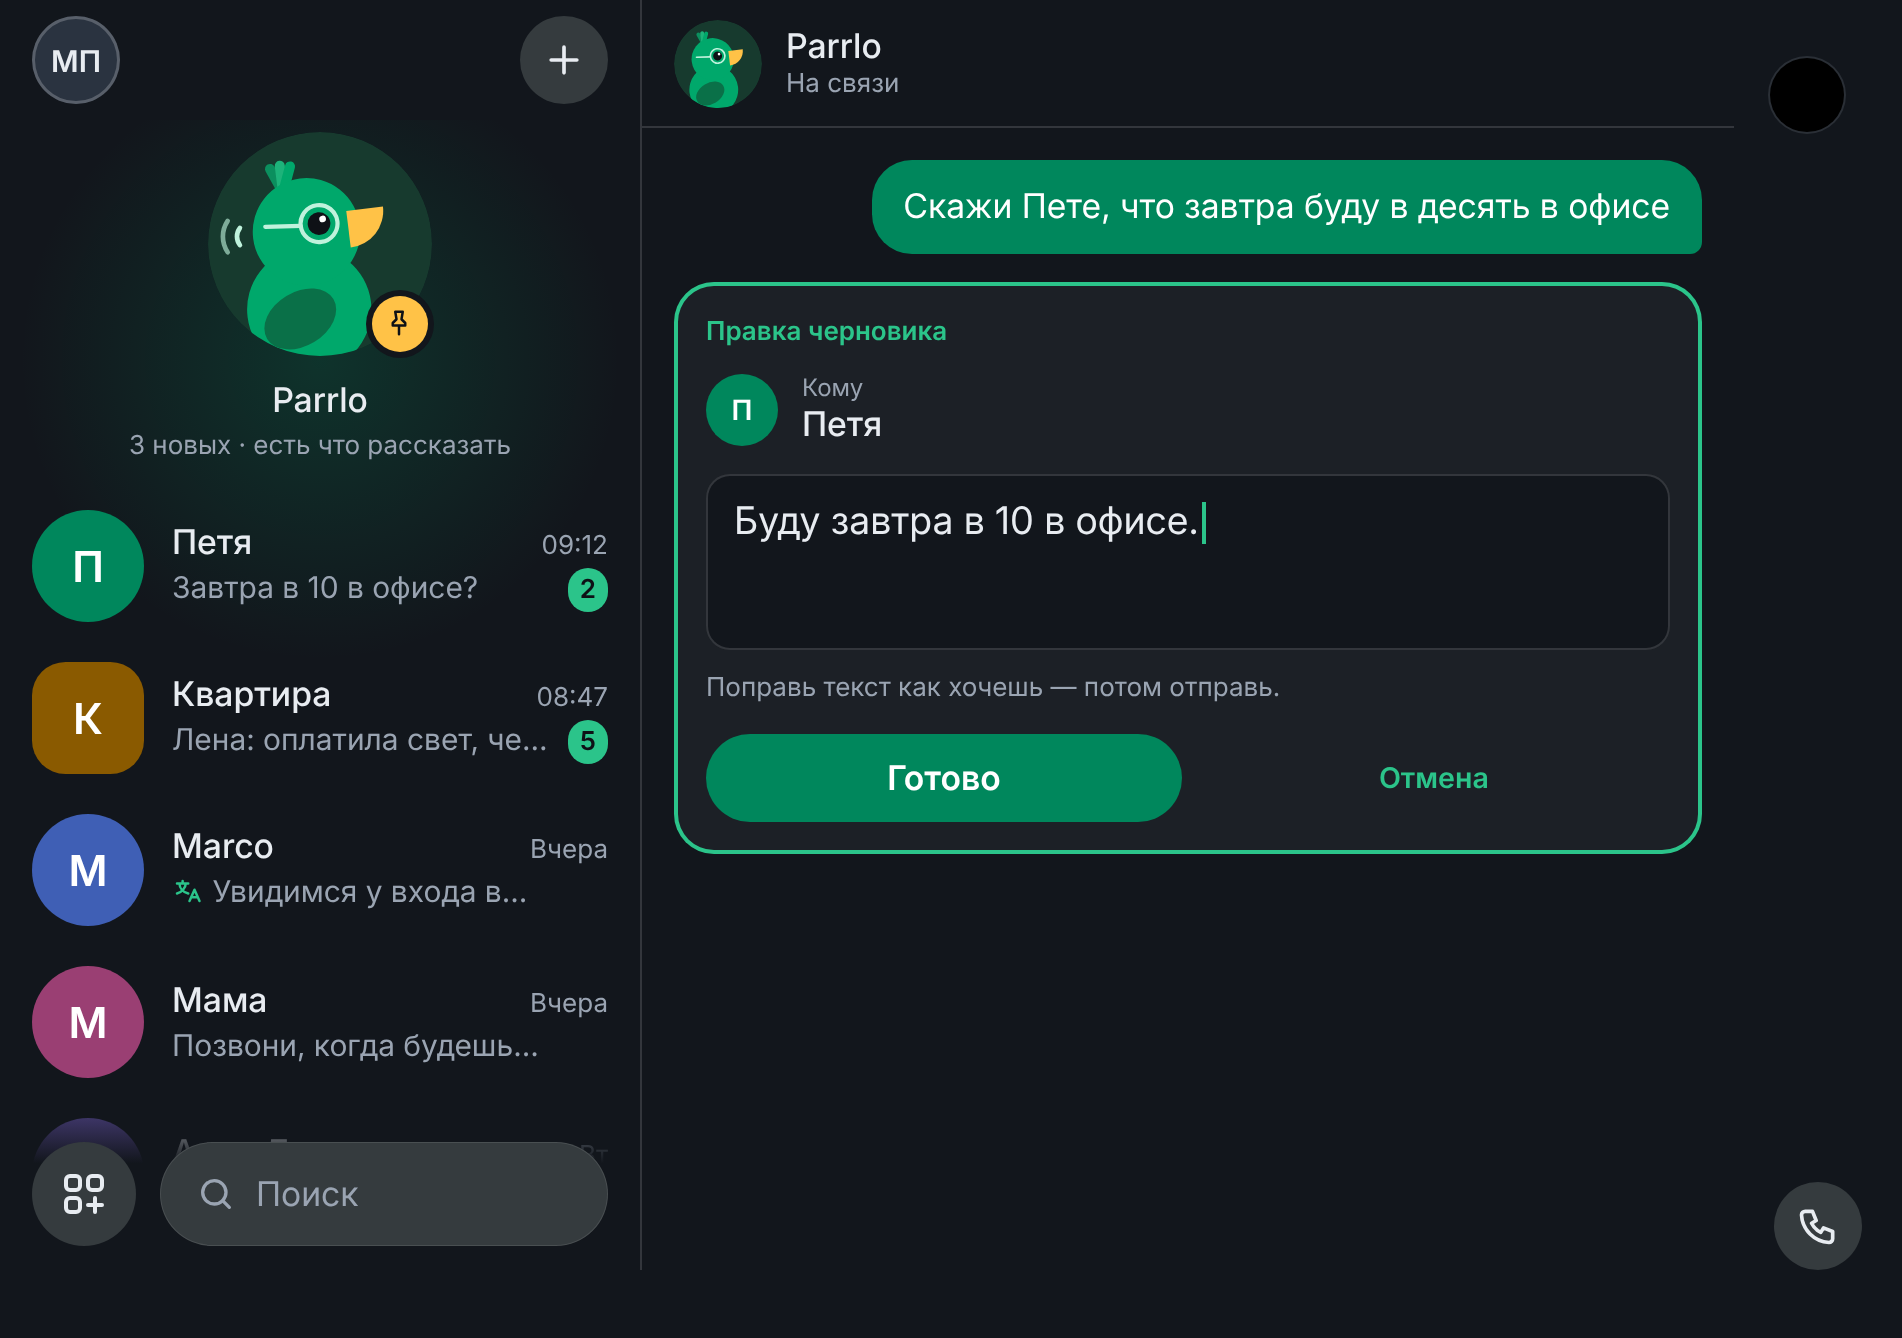 МП
Parrlo
3 новых · есть что рассказать
П
Петя
09:12
Завтра в 10 в офисе?
2
К
Квартира
08:47
Лена: оплатила свет, че...
5
M
Marco
Вчера
Увидимся у входа в...
М
Мама
Вчера
Позвони, когда будешь...
Поиск
Parrlo
На связи
Скажи Пете, что завтра буду в десять в офисе
Правка черновика
П
Кому
Петя
Буду завтра в 10 в офисе.
Поправь текст как хочешь — потом отправь.
Готово
Отмена